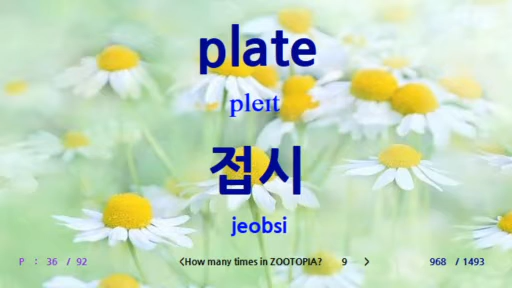 plate
pleɪt
접시
jeobsi
P : 36 / 92 <How many times in ZOOTOPIA? 9 > 968 / 1493